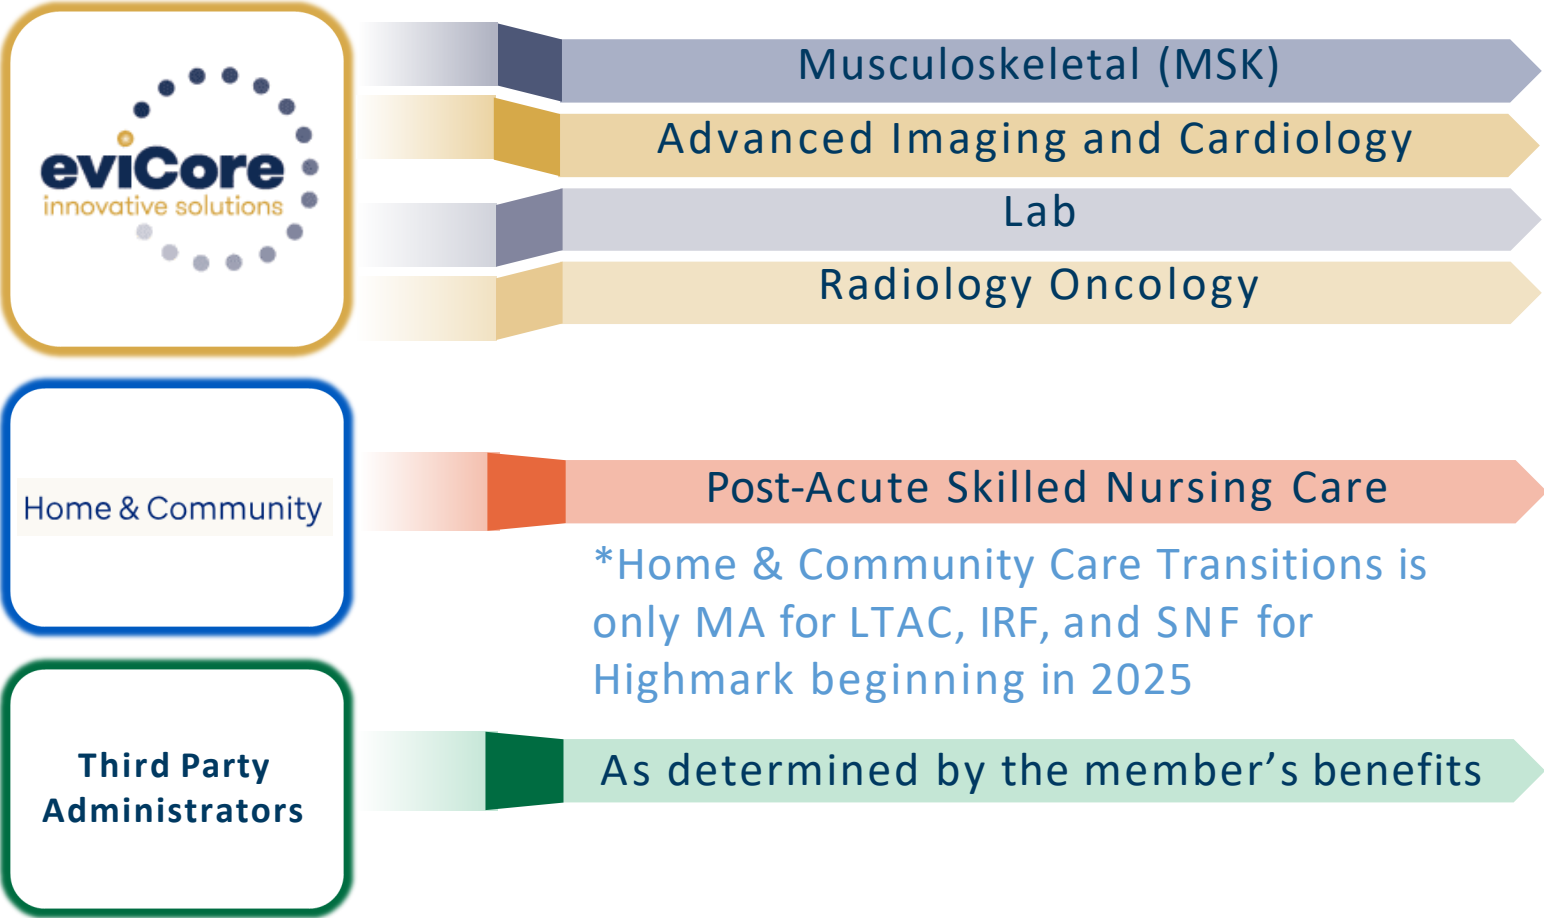 eviCore
innovative solutions
Musculoskeletal (MSK)
Advanced Imaging and Cardiology
Lab
Radiology Oncology
Home & Community
Post-Acute Skilled Nursing Care
*Home & Community Care Transitions is
only MA for LTAC, IRF, and SNF for
Highmark beginning in 2025
Third Party
Administrators
As determined by the member’s benefits